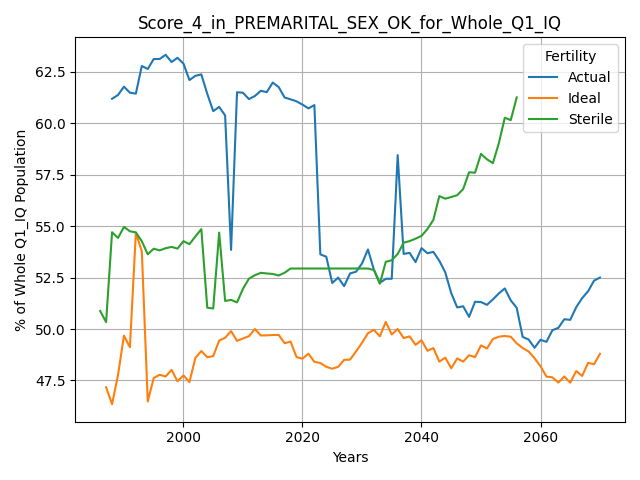 Score_4_in_PREMARITAL_SEX_OK_for_Whole_Q1_IQ
Fertility
Actual
Ideal
Sterile
62.5
60.0
57.5
55.0
52.5
50.0
47.5
% of Whole Q1_IQ Population
2000
2020
2040
2060
Years